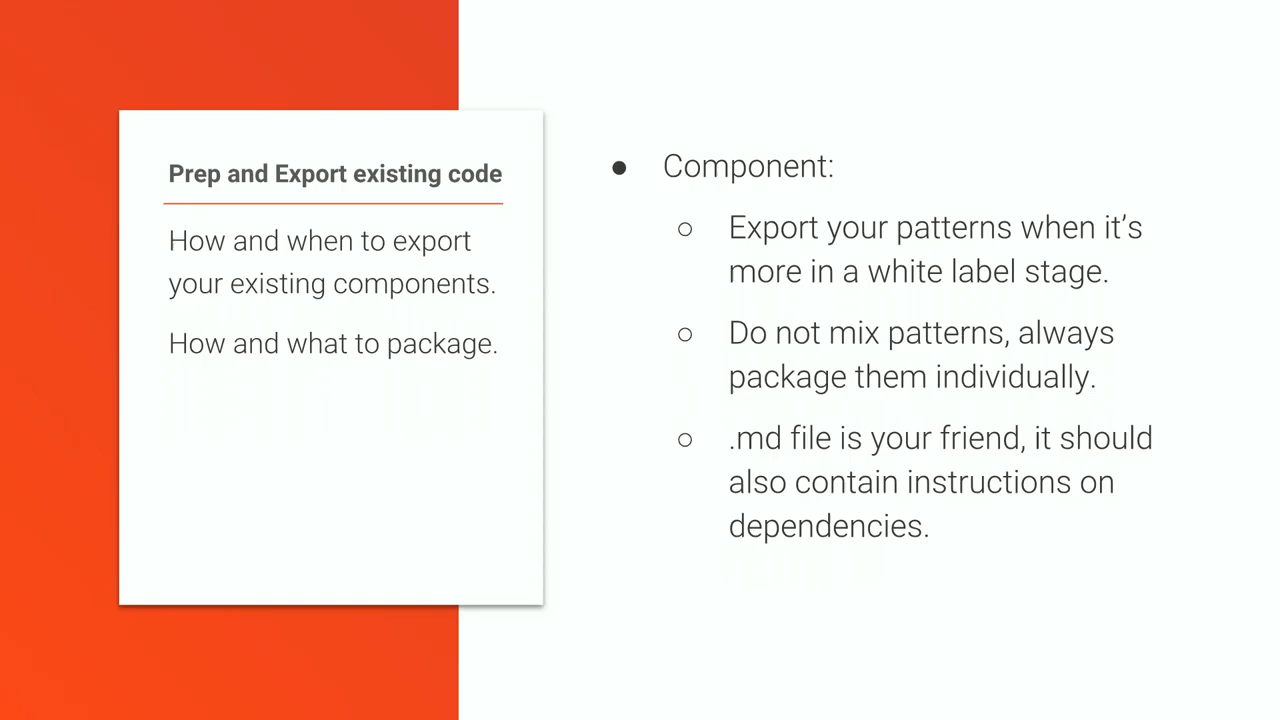 Prep and Export existing code
How and when to export
your existing components.
How and what to package.
● Component:
○ Export your patterns when it’s
more in a white label stage.
○ Do not mix patterns, always
package them individually.
○ .md file is your friend, it should
also contain instructions on
dependencies.